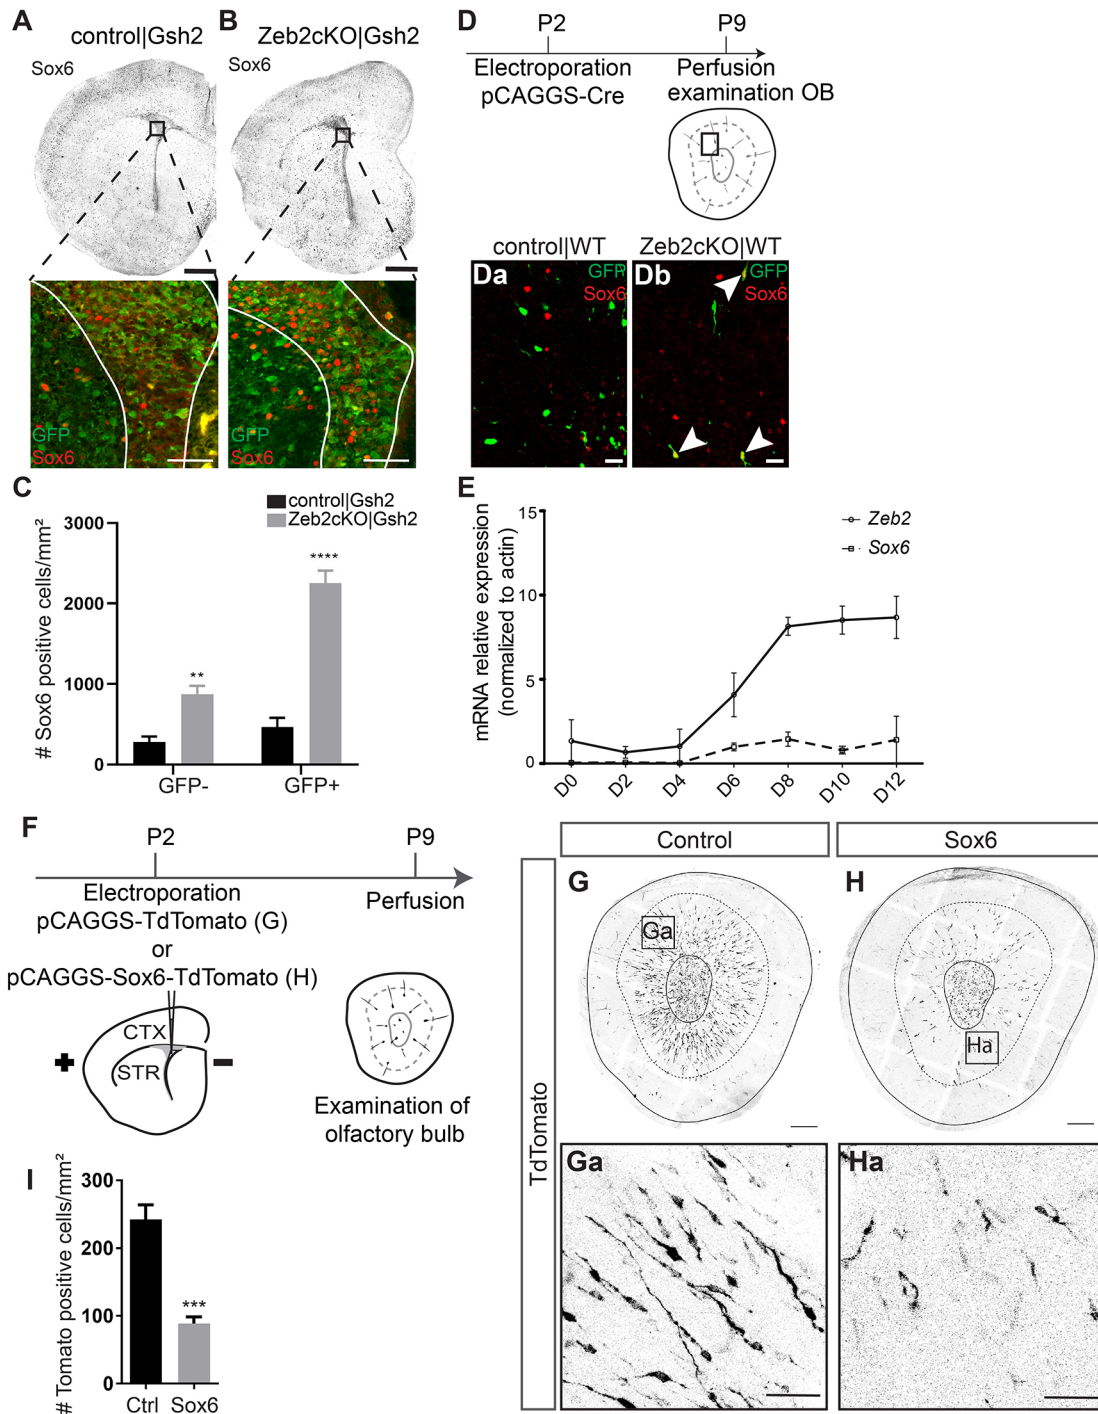 A
control|Gsh2
Sox6
B
Zeb2cKO|Gsh2
Sox6
GFP
Sox6
GFP
Sox6
C
control|Gsh2
Zeb2cKO|Gsh2
# Sox6 positive cells/mm²
3000
2000
1000
0
**
****
GFP-
GFP+
D
P2
P9
Electroporation
pCAGGS-Cre
Perfusion
examination OB
control|WT
Zeb2cKO|WT
Da
GFP
Sox6
Db
GFP
Sox6
E
mRNA relative expression
(normalized to actin)
15
10
5
0
Zeb2
Sox6
D0
D2
D4
D6
D8
D10
D12
F
P2
P9
Electroporation
pCAGGS-TdTomato (G)
or
pCAGGS-Sox6-TdTomato (H)
Perfusion
CTX
STR
+
−
Examination of
olfactory bulb
Control
Sox6
TdTomato
G
Ga
H
Ha
Ga
Ha
I
# Tomato positive cells/mm²
300
200
100
0
***
Ctrl
Sox6